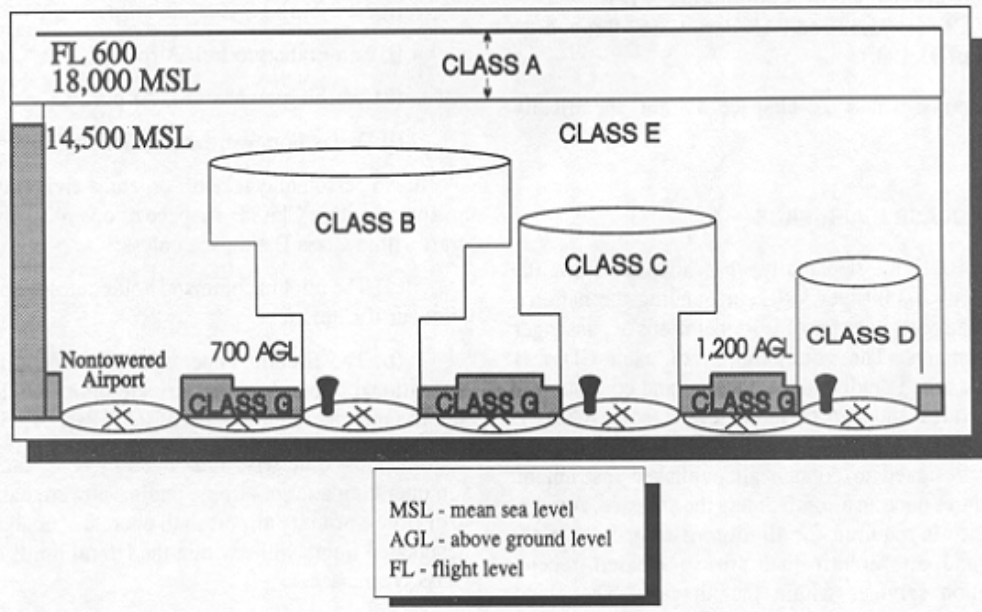 FL 600
18,000 MSL
CLASS A
14,500 MSL
CLASS E
CLASS B
CLASS C
CLASS D
Nontowered
Airport
700 AGL
1,200 AGL
CLASS G
CLASS G
CLASS G
MSL - mean sea level
AGL - above ground level
FL - flight level